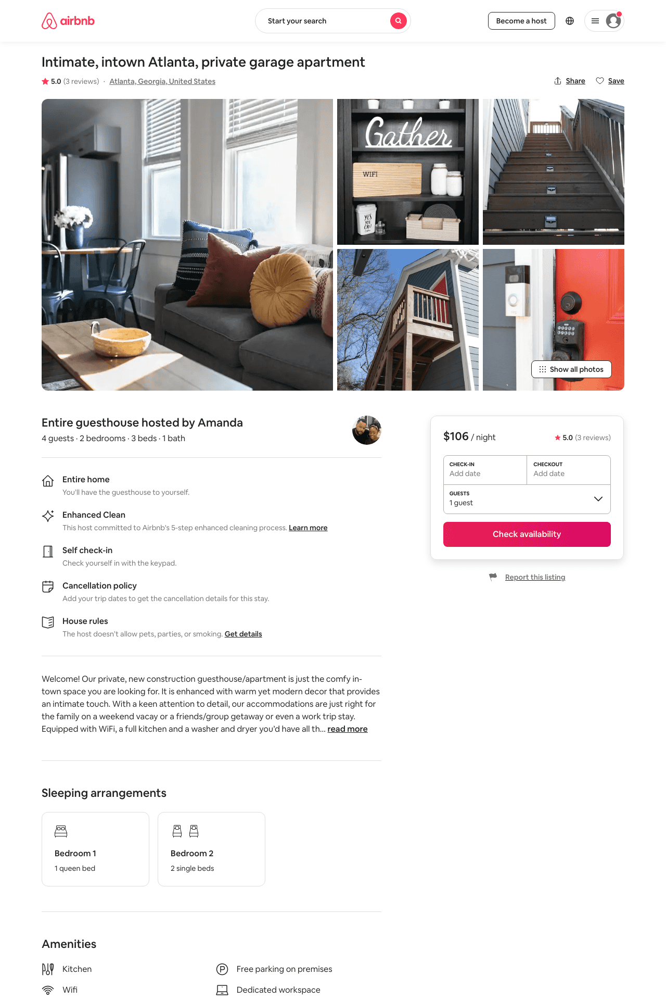 airbnb
Start your search
Become a host
Intimate, intown Atlanta, private garage apartment
5.0 (3 reviews) · Atlanta, Georgia, United States
Share
Save
Gather
WIFI
YES
YOU
CAN!
Show all photos
Entire guesthouse hosted by Amanda
4 guests · 2 bedrooms · 3 beds · 1 bath
$106 / night
5.0 (3 reviews)
CHECK-IN
Add date
CHECKOUT
Add date
GUESTS
1 guest
Check availability
Report this listing
Entire home
You’ll have the guesthouse to yourself.
Enhanced Clean
This host committed to Airbnb's 5-step enhanced cleaning process. Learn more
Self check-in
Check yourself in with the keypad.
Cancellation policy
Add your trip dates to get the cancellation details for this stay.
House rules
The host doesn’t allow pets, parties, or smoking. Get details
Welcome! Our private, new construction guesthouse/apartment is just the comfy in-
town space you are looking for. It is enhanced with warm yet modern decor that provides
an intimate touch. With a keen attention to detail, our accommodations are just right for
the family on a weekend vacay or a friends/group getaway or even a work trip stay.
Equipped with WiFi, a full kitchen and a washer and dryer you’d have all th... read more
Sleeping arrangements
Bedroom 1
1 queen bed
Bedroom 2
2 single beds
Amenities
Kitchen
Free parking on premises
Wifi
Dedicated workspace